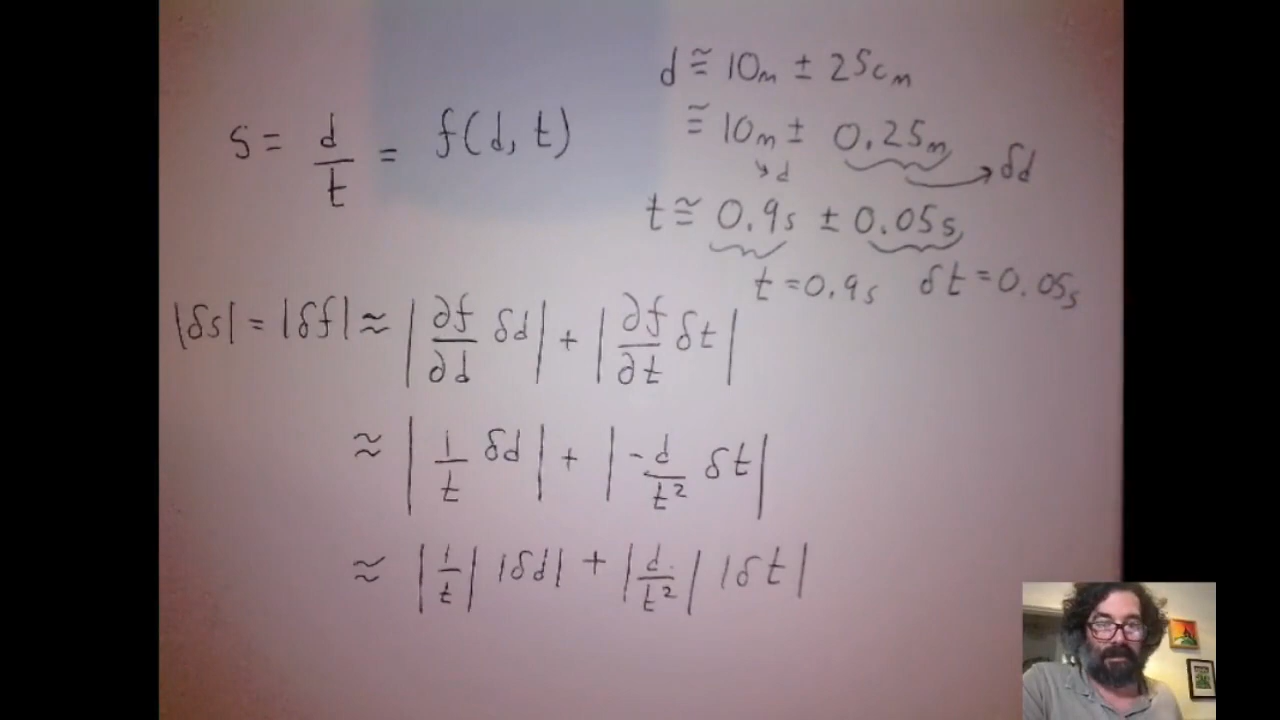 s = d/t = f(d, t)
d ≅ 10m ± 25cm
≅ 10m ± 0.25m
↘d → δd
t ≅ 0.9s ± 0.05s
t = 0.9s δt = 0.05s
|δs| = |δf| ≈ |∂f/∂d δd| + |∂f/∂t δt|
≈ |1/t δd| + |-d/t² δt|
≈ |1/t| |δd| + |d/t²| |δt|